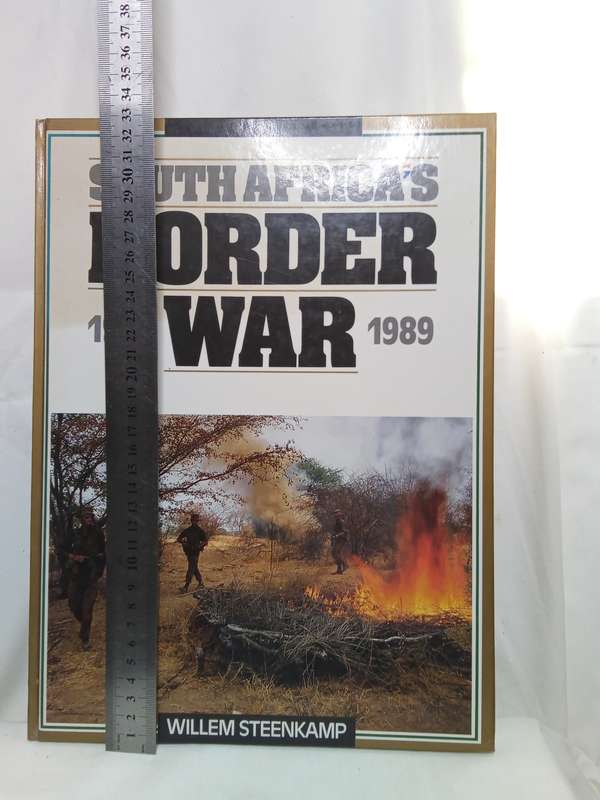 SOUTH AFRICA'S
BORDER
WAR 1989
WILLEM STEENKAMP
1 2 3 4 5 6 7 8 9 10 11 12 13 14 15 16 17 18 19 20 21 22 23 24 25 26 27 28 29 30 31 32 33 34 35 36 37 38